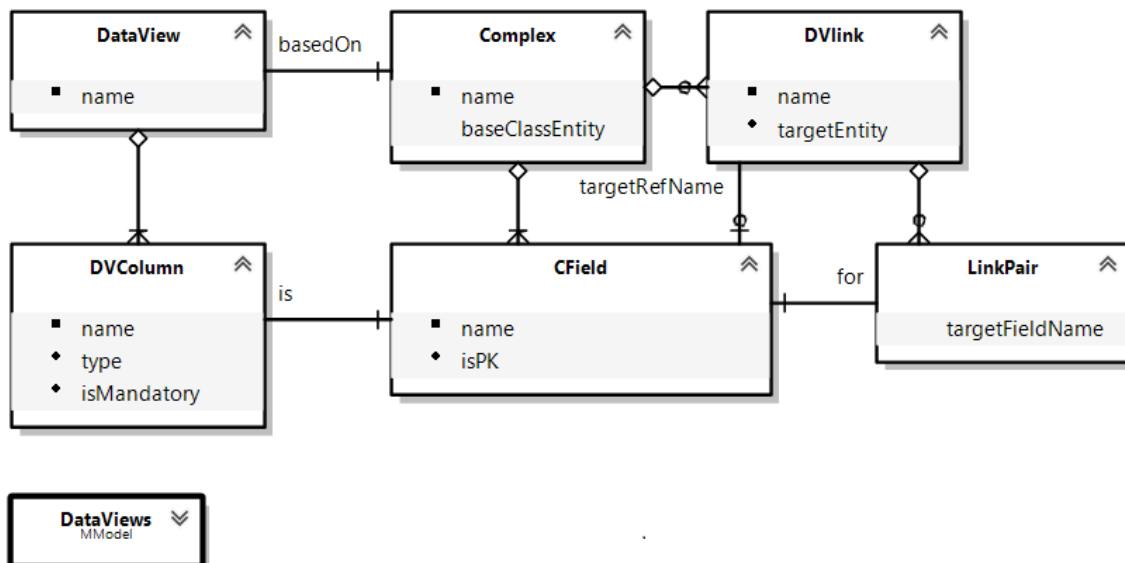 DataView
name
basedOn
Complex
name
baseClassEntity
DVlink
name
targetEntity
targetRefName
DVColumn
name
type
isMandatory
is
CField
name
isPK
for
LinkPair
targetFieldName
DataViews
MModel